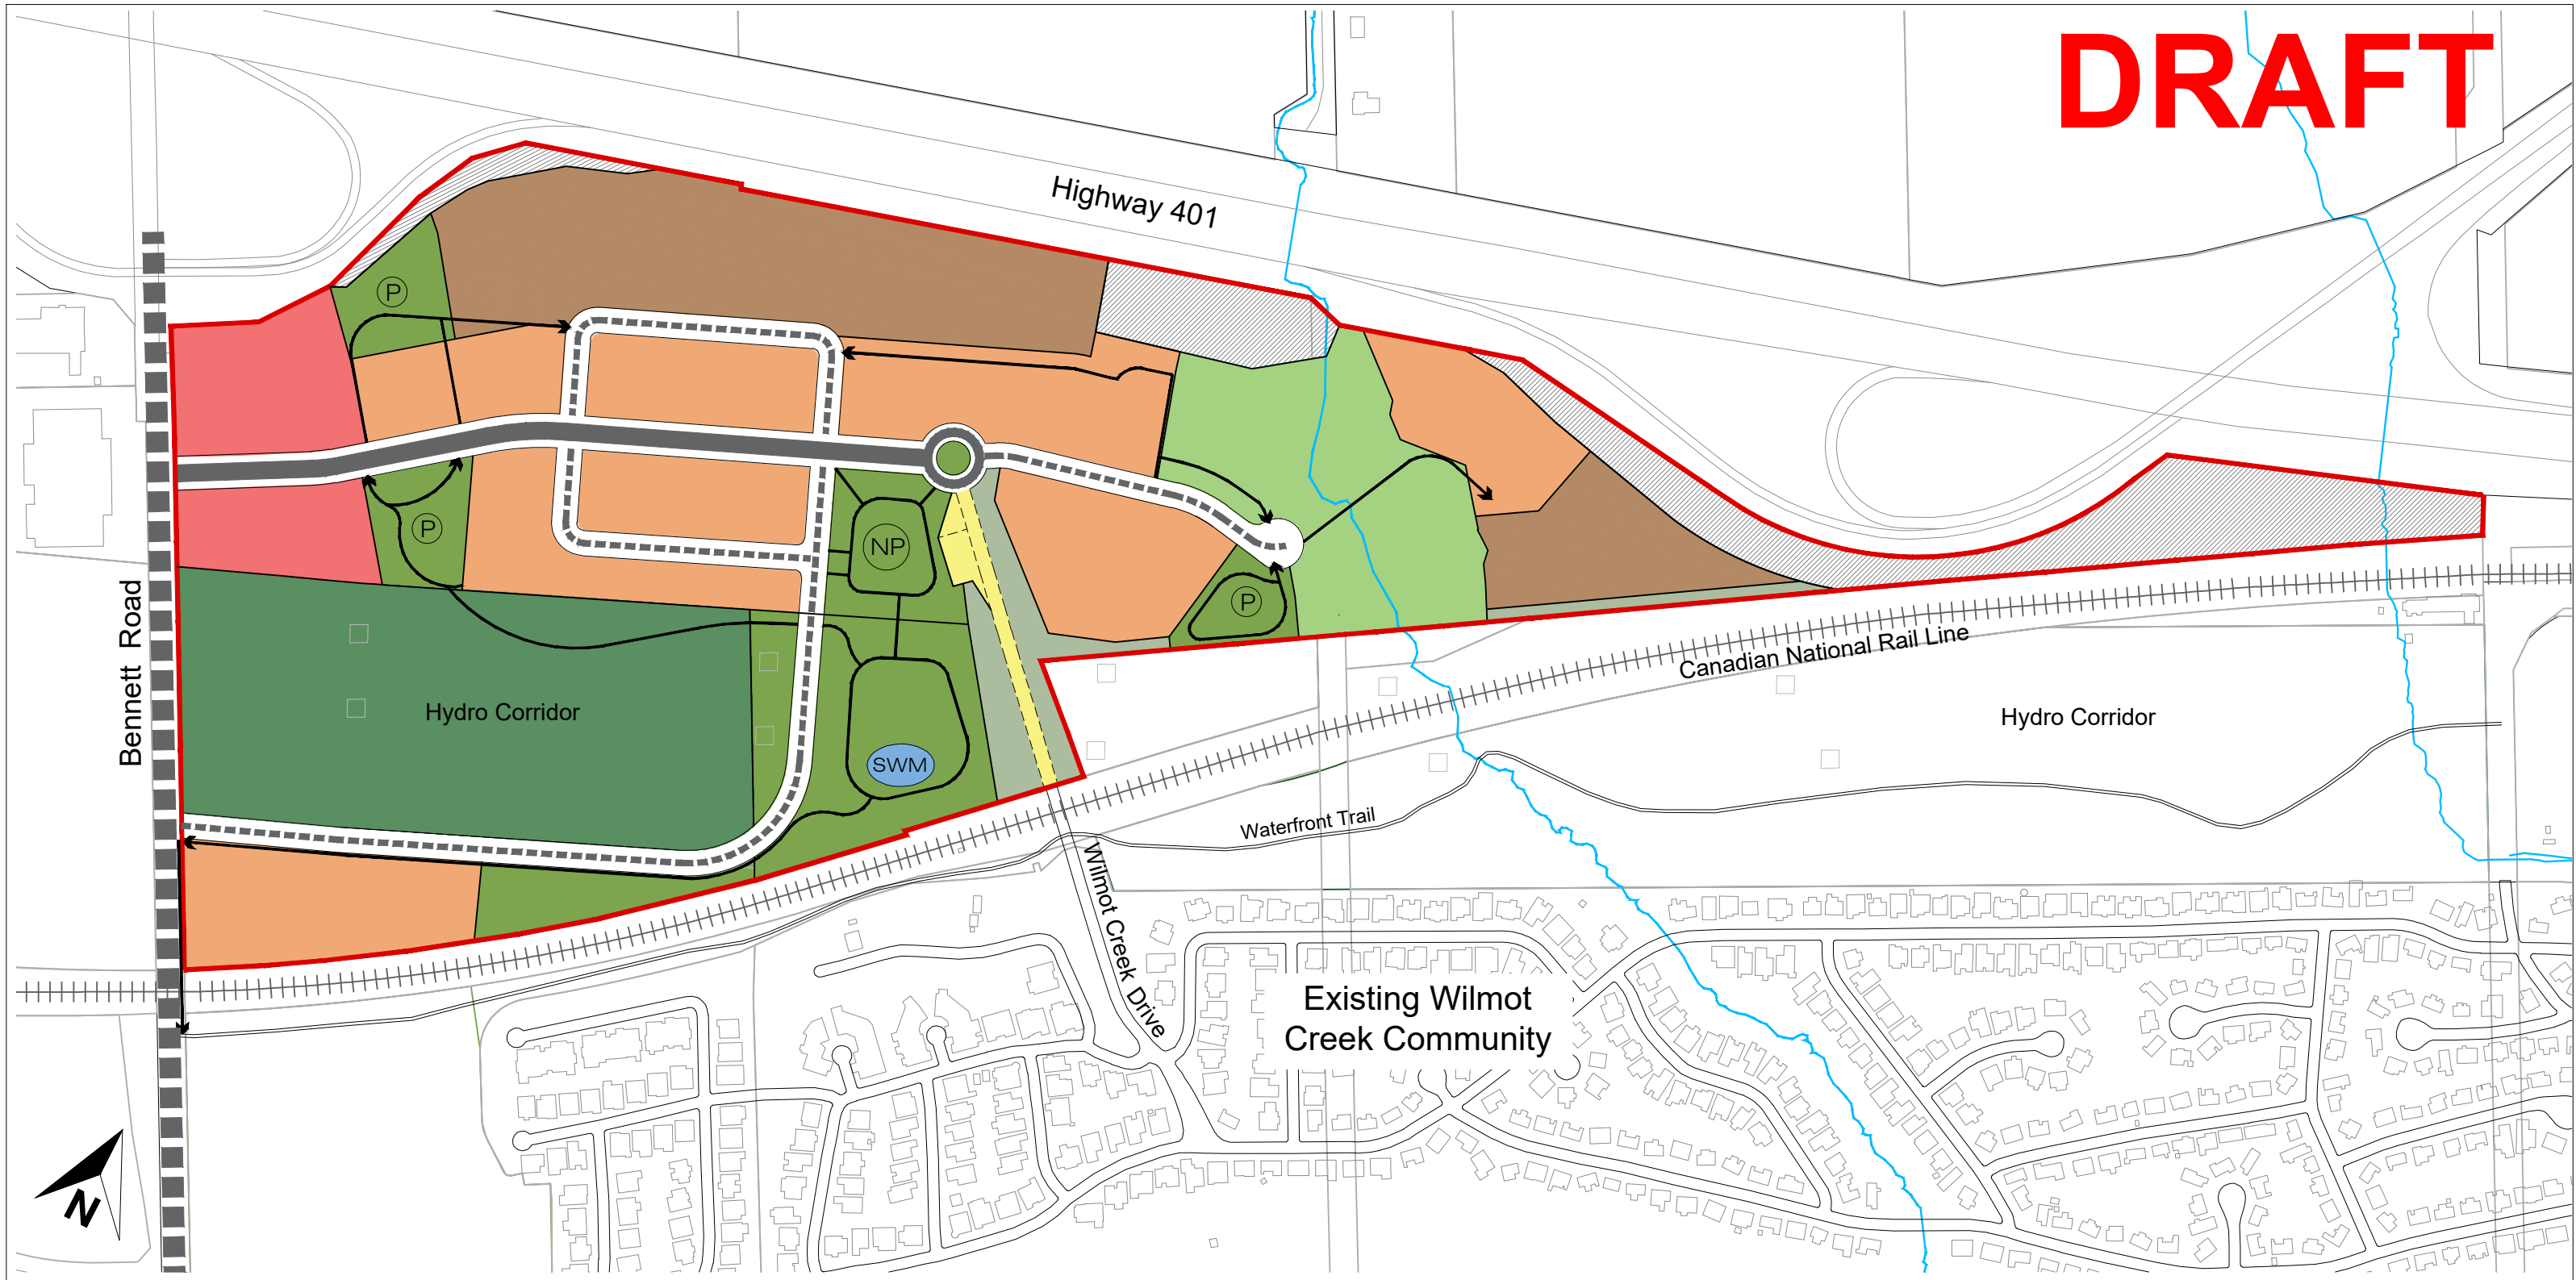 DRAFT
Highway 401
P
P
NP
P
Canadian National Rail Line
Bennett Road
Hydro Corridor
Hydro Corridor
SWM
Waterfront Trail
Wilmot Creek Drive
Existing Wilmot
Creek Community
N